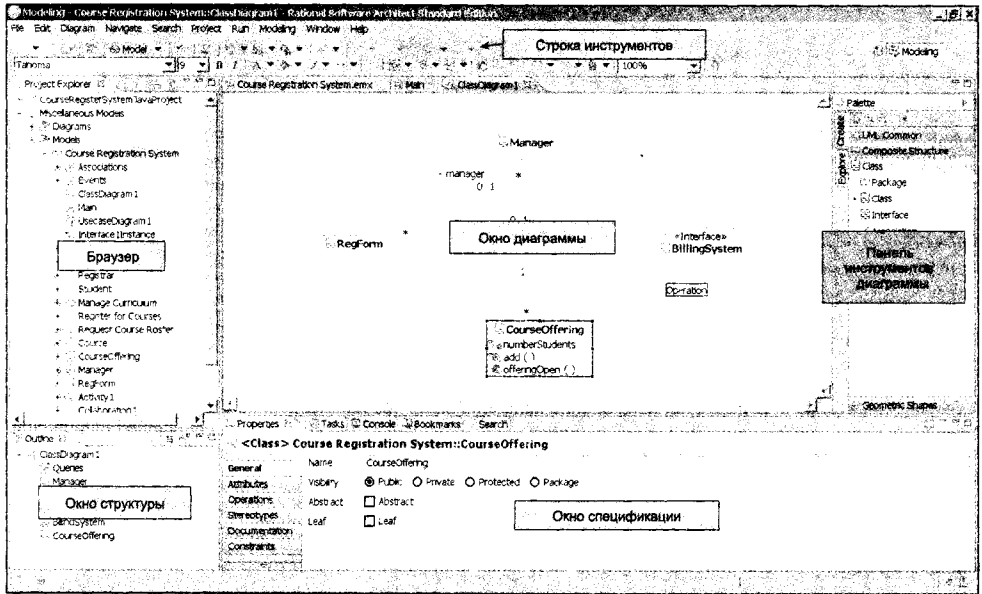 Modeling - Course Registration System::ClassDiagram1 - Rational Software Architect Standard Edition
File Edit Diagram Navigate Search Project Run Modeling Window Help
Model
Строка инструментов
Modeling
Tahoma 9 B I A 100%
Project Explorer
CourseRegisterSystemJavaProject
Miscellaneous Models
Diagrams
Models
Course Registration System
Associations
Events
ClassDiagram1
Main
UsecaseDiagram1
Interface1Instance
Браузер
Registrar
Student
Manage Curriculum
Register for Courses
Request Course Roster
Course
CourseOffering
Manager
RegForm
Activity1
Collaboration1
Course Registration System.emx Main ClassDiagram1
Manager
- manager
0..1
*
RegForm
*
0..1
Окно диаграммы
«Interface»
BillingSystem
Operation
*
CourseOffering
numberStudents
add ( )
offeringOpen ( )
Palette
Create
Explore
UML Common
Composite Structure
Class
Package
Class
Interface
Панель
инструментов
диаграммы
Geometric Shapes
Outline
ClassDiagram1
Queries
Manager
Окно структуры
CourseOffering
Properties Tasks Console Bookmarks Search
<Class> Course Registration System::CourseOffering
General
Attributes
Operations
Stereotypes
Documentation
Constraints
Name CourseOffering
Visibility Public Private Protected Package
Abstract Abstract
Leaf Leaf
Окно спецификации